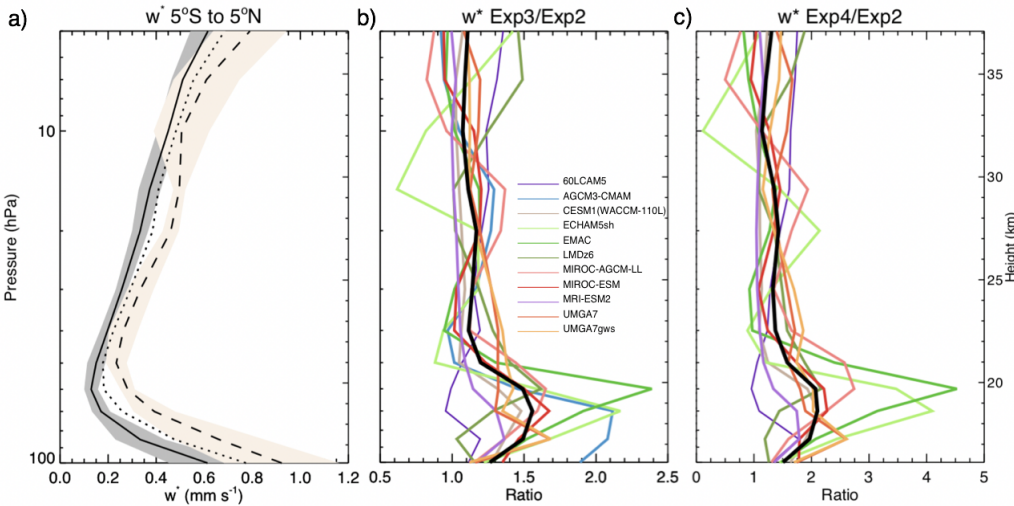 a)
w* 5°S to 5°N
b)
w* Exp3/Exp2
c)
w* Exp4/Exp2
Pressure (hPa)
10
100
0.0 0.2 0.4 0.6 0.8 1.0 1.2
w* (mm s⁻¹)
60LCAM5
AGCM3-CMAM
CESM1(WACCM-110L)
ECHAM5sh
EMAC
LMDz6
MIROC-AGCM-LL
MIROC-ESM
MRI-ESM2
UMGA7
UMGA7gws
0.5 1.0 1.5 2.0 2.5
Ratio
0 1 2 3 4 5
Ratio
35
30
25
20
Height (km)